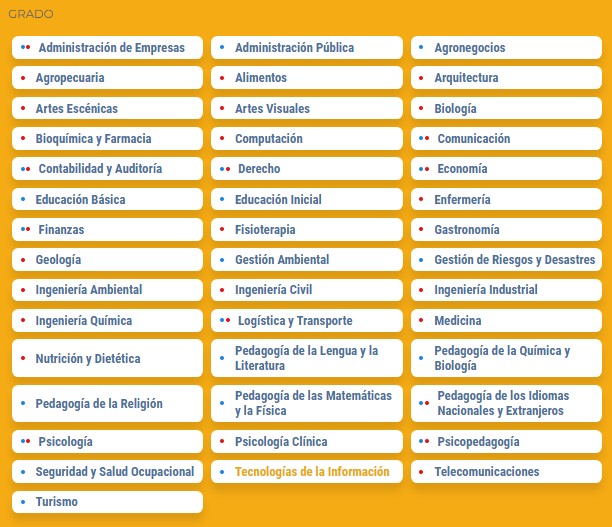 GRADO
Administración de Empresas
Administración Pública
Agronegocios
Agropecuaria
Alimentos
Arquitectura
Artes Escénicas
Artes Visuales
Biología
Bioquímica y Farmacia
Computación
Comunicación
Contabilidad y Auditoría
Derecho
Economía
Educación Básica
Educación Inicial
Enfermería
Finanzas
Fisioterapia
Gastronomía
Geología
Gestión Ambiental
Gestión de Riesgos y Desastres
Ingeniería Ambiental
Ingeniería Civil
Ingeniería Industrial
Ingeniería Química
Logística y Transporte
Medicina
Nutrición y Dietética
Pedagogía de la Lengua y la
Literatura
Pedagogía de la Química y
Biología
Pedagogía de la Religión
Pedagogía de las Matemáticas
y la Física
Pedagogía de los Idiomas
Nacionales y Extranjeros
Psicología
Psicología Clínica
Psicopedagogía
Seguridad y Salud Ocupacional
Tecnologías de la Información
Telecomunicaciones
Turismo